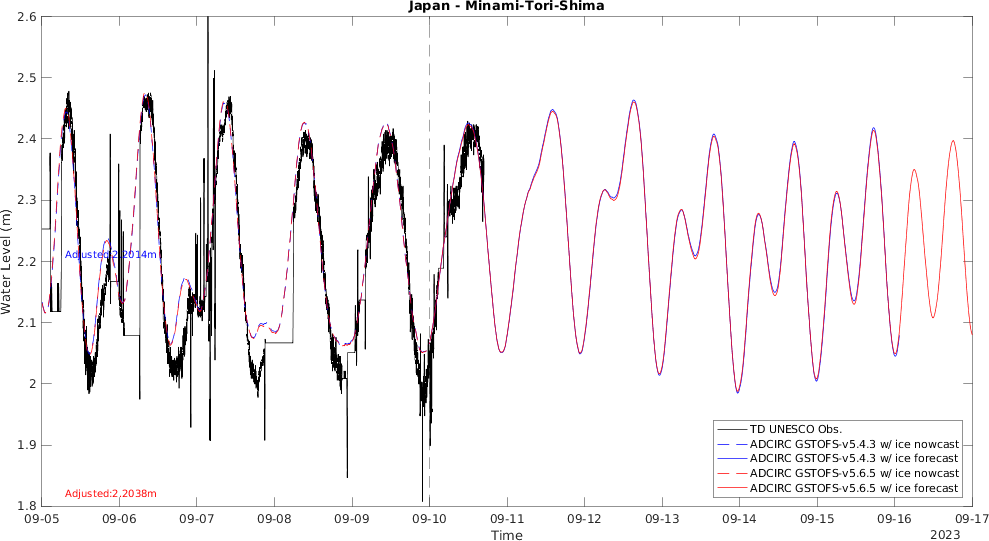 Japan - Minami-Tori-Shima
2.6
2.5
2.4
2.3
2.2
2.1
2
1.9
1.8
Water Level (m)
Adjusted:2.2014m
Adjusted:2.2038m
TD UNESCO Obs.
ADCIRC GSTOFS-v5.4.3 w/ ice nowcast
ADCIRC GSTOFS-v5.4.3 w/ ice forecast
ADCIRC GSTOFS-v5.6.5 w/ ice nowcast
ADCIRC GSTOFS-v5.6.5 w/ ice forecast
09-05 09-06 09-07 09-08 09-09 09-10 09-11 09-12 09-13 09-14 09-15 09-16 09-17
Time
2023